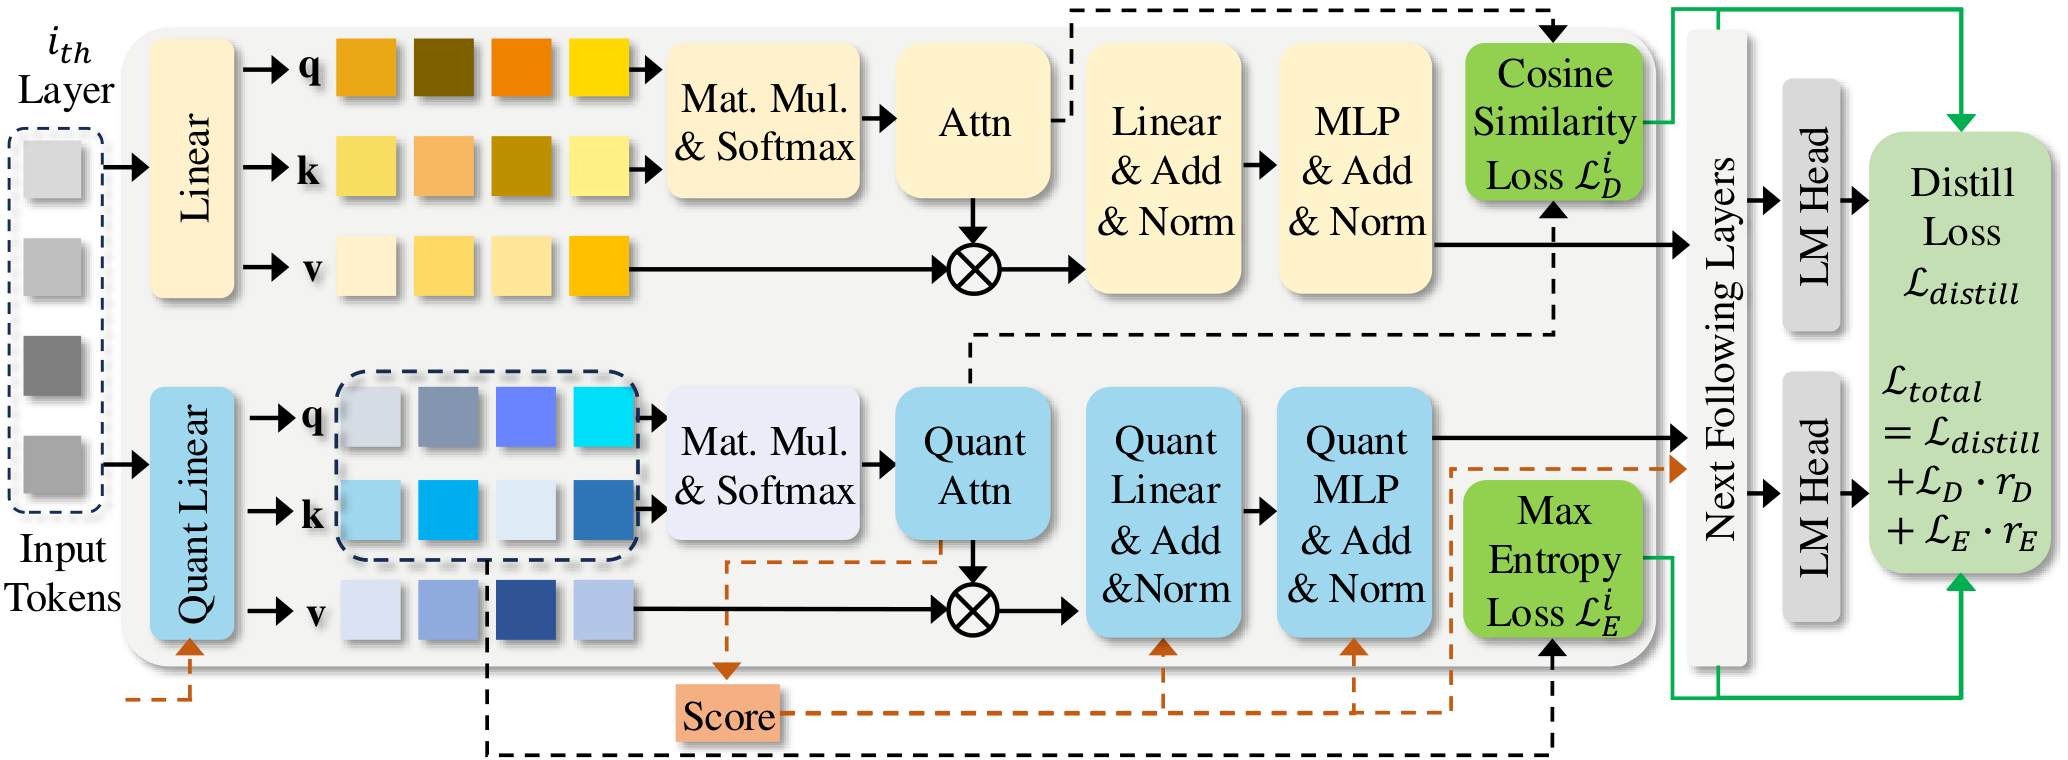 𝑖𝑡ℎ
Layer
Input
Tokens
Linear
q
k
v
Mat. Mul.
& Softmax
Attn
Linear
& Add
& Norm
MLP
& Add
& Norm
Cosine
Similarity
Loss ℒ_D^i
Quant Linear
q
k
v
Mat. Mul.
& Softmax
Quant
Attn
Quant
Linear
& Add
&Norm
Quant
MLP
& Add
& Norm
Max
Entropy
Loss ℒ_E^i
Score
Next Following Layers
LM Head
LM Head
Distill
Loss
ℒ_distill
ℒ_total
= ℒ_distill
+ℒ_D · r_D
+ ℒ_E · r_E